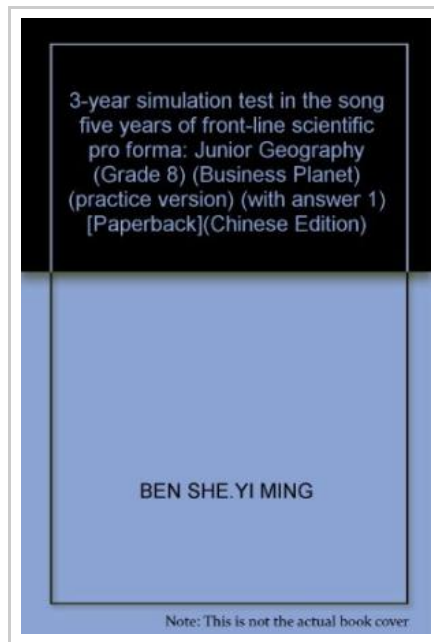 3-year simulation test in the song
five years of front-line scientific
pro forma: Junior Geography
(Grade 8) (Business Planet)
(practice version) (with answer 1)
[Paperback](Chinese Edition)
BEN SHE.YI MING
Note: This is not the actual book cover